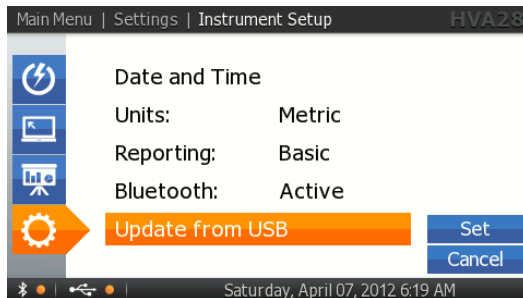 Main Menu | Settings | Instrument Setup HVA28
Date and Time
Units: Metric
Reporting: Basic
Bluetooth: Active
Update from USB Set
Cancel
Saturday, April 07, 2012 6:19 AM